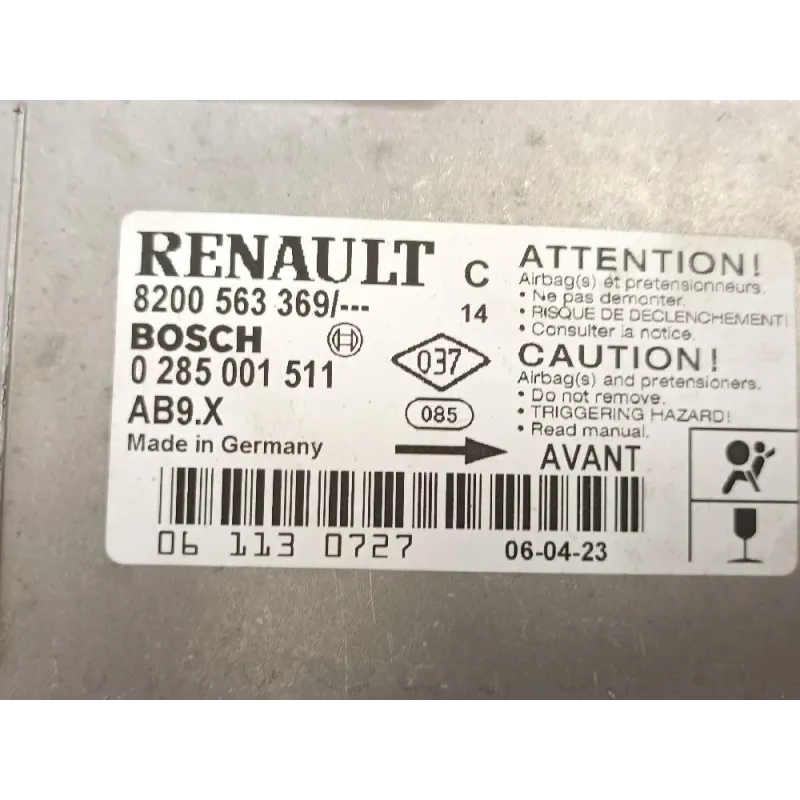 RENAULT
8200 563 369/---
BOSCH
0 285 001 511
AB9.X
Made in Germany
C
14
037
085
ATTENTION!
Airbag(s) et pretensionneurs.
• Ne pas demonter.
• RISQUE DE DECLENCHEMENT!
• Consulter la notice.
CAUTION!
Airbag(s) and pretensioners.
• Do not remove.
• TRIGGERING HAZARD!
• Read manual.
AVANT
06 113 0727
06-04-23